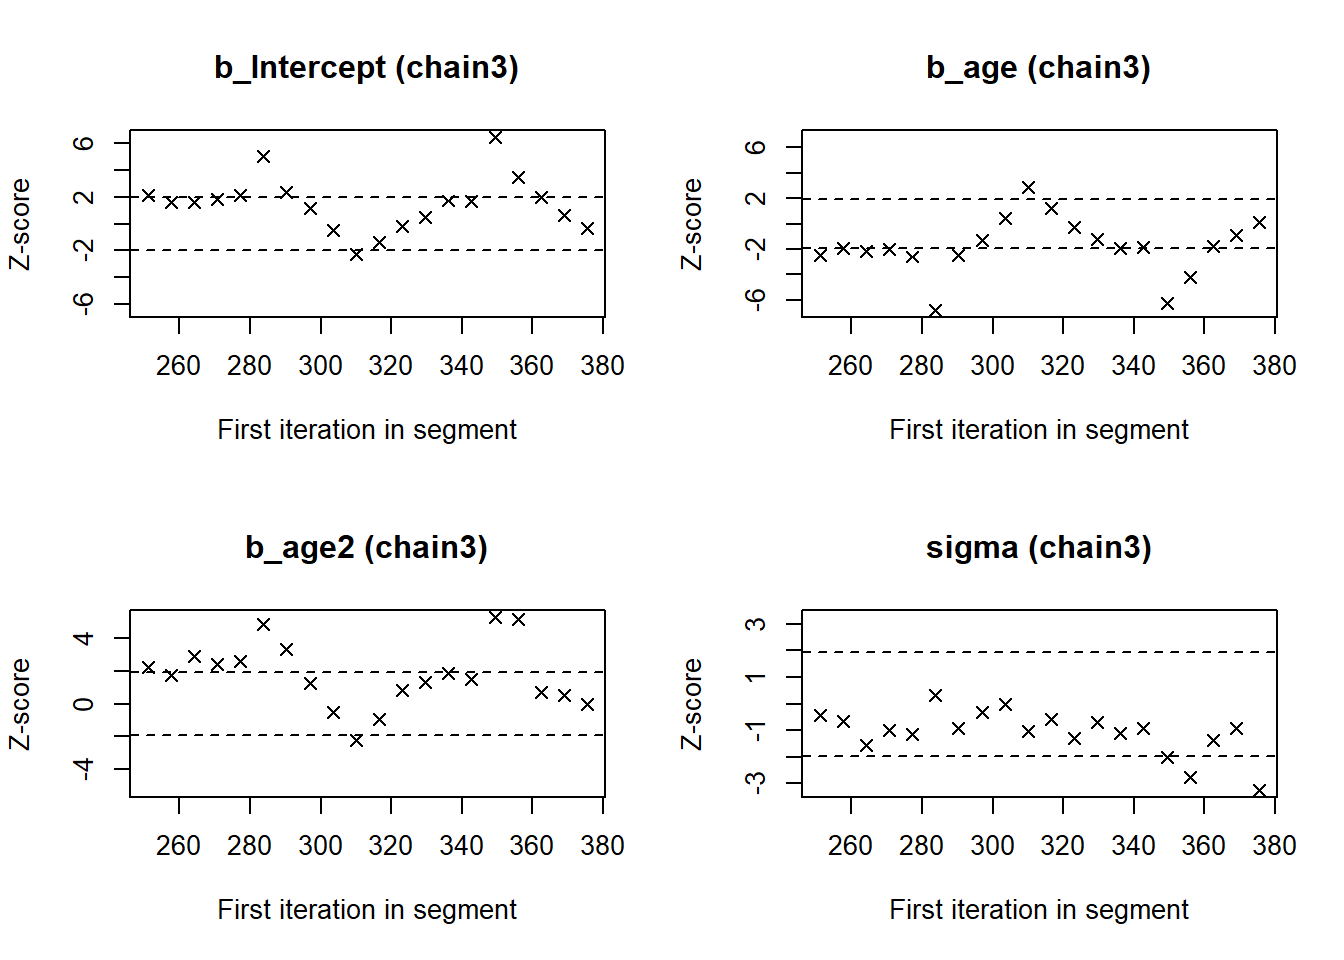 b_Intercept (chain3)
Z-score
6
2
-2
-6
260 280 300 320 340 360 380
First iteration in segment
b_age (chain3)
Z-score
6
2
-2
-6
260 280 300 320 340 360 380
First iteration in segment
b_age2 (chain3)
Z-score
4
0
-4
260 280 300 320 340 360 380
First iteration in segment
sigma (chain3)
Z-score
3
1
-1
-3
260 280 300 320 340 360 380
First iteration in segment